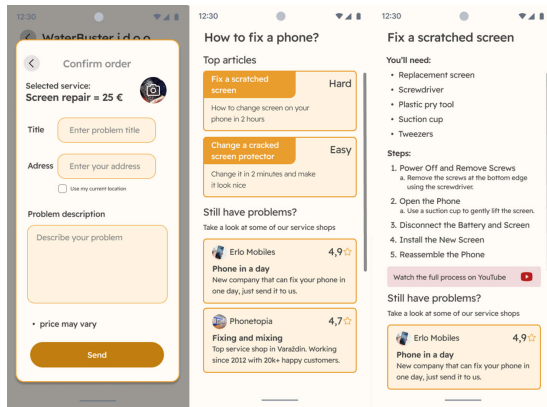 12:30
WaterBuster j.d.o.o.
Confirm order
Selected service:
Screen repair = 25 €
Title
Enter problem title
Adress
Enter your address
Use my current location
Problem description
Describe your problem
• price may vary
Send
12:30
How to fix a phone?
Top articles
Fix a scratched
screen
Hard
How to change screen on your
phone in 2 hours
Change a cracked
screen protector
Easy
Change it in 2 minutes and make
it look nice
Still have problems?
Take a look at some of our service shops
Erlo Mobiles
4,9
Phone in a day
New company that can fix your phone in
one day, just send it to us.
Phonetopia
4,7
Fixing and mixing
Top service shop in Varaždin. Working
since 2012 with 20k+ happy customers.
12:30
Fix a scratched screen
You'll need:
• Replacement screen
• Screwdriver
• Plastic pry tool
• Suction cup
• Tweezers
Steps:
1. Power Off and Remove Screws
a. Remove the screws at the bottom edge
using the screwdriver.
2. Open the Phone
a. Use a suction cup to gently lift the screen.
3. Disconnect the Battery and Screen
4. Install the New Screen
5. Reassemble the Phone
Watch the full process on YouTube
Still have problems?
Take a look at some of our service shops
Erlo Mobiles
4,9
Phone in a day
New company that can fix your phone in
one day, just send it to us.